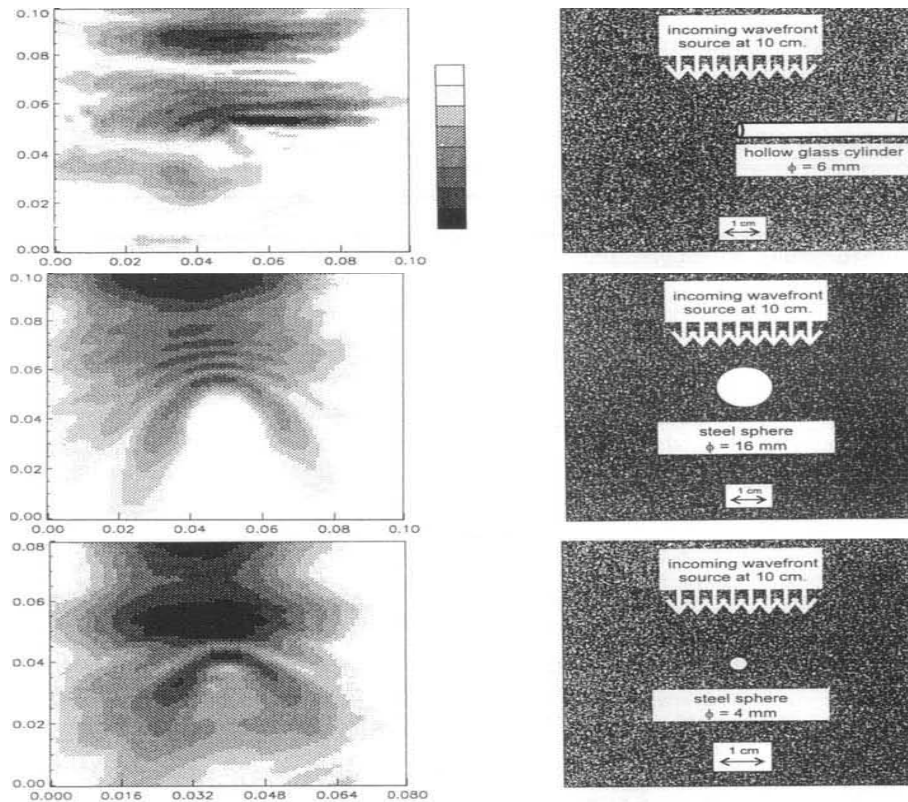 0.10
0.08
0.06
0.04
0.02
0.00
0.00 0.02 0.04 0.06 0.08 0.10
incoming wavefront
source at 10 cm.
hollow glass cylinder
ϕ = 6 mm
1 cm
0.10
0.08
0.06
0.04
0.02
0.00
0.00 0.02 0.04 0.06 0.08 0.10
incoming wavefront
source at 10 cm.
steel sphere
ϕ = 16 mm
1 cm
0.08
0.06
0.04
0.02
0.00
0.000 0.016 0.032 0.048 0.064 0.080
incoming wavefront
source at 10 cm.
steel sphere
ϕ = 4 mm
1 cm